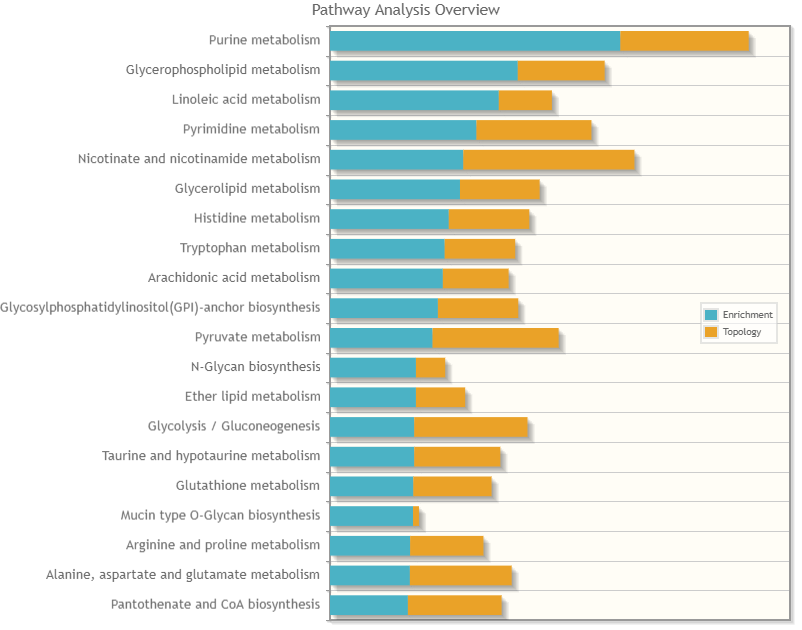 Pathway Analysis Overview
Purine metabolism
Glycerophospholipid metabolism
Linoleic acid metabolism
Pyrimidine metabolism
Nicotinate and nicotinamide metabolism
Glycerolipid metabolism
Histidine metabolism
Tryptophan metabolism
Arachidonic acid metabolism
Glycosylphosphatidylinositol(GPI)-anchor biosynthesis
Enrichment
Topology
Pyruvate metabolism
N-Glycan biosynthesis
Ether lipid metabolism
Glycolysis / Gluconeogenesis
Taurine and hypotaurine metabolism
Glutathione metabolism
Mucin type O-Glycan biosynthesis
Arginine and proline metabolism
Alanine, aspartate and glutamate metabolism
Pantothenate and CoA biosynthesis